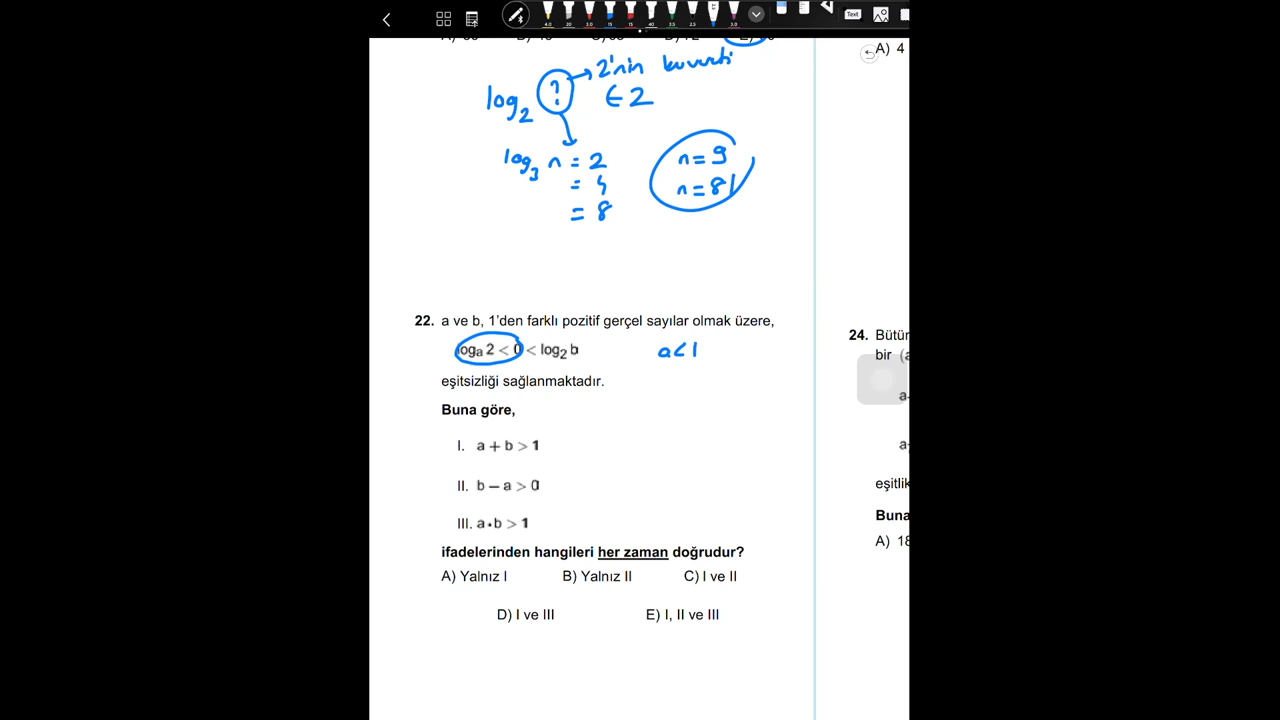 Text
A) 4
2'nin kuvveti
log₂ ? ∈ Z
log₃ n = 2
= 4
= 8
n = 9
n = 81
22. a ve b, 1'den farklı pozitif gerçel sayılar olmak üzere,
logₐ 2 < 0 < log₂ b
a < 1
eşitsizliği sağlanmaktadır.
Buna göre,
I. a + b > 1
II. b – a > 0
III. a•b > 1
ifadelerinden hangileri her zaman doğrudur?
A) Yalnız I B) Yalnız II C) I ve II
D) I ve III E) I, II ve III
24. Bütün
bir (a
a
a
eşitlik
Buna
A) 18